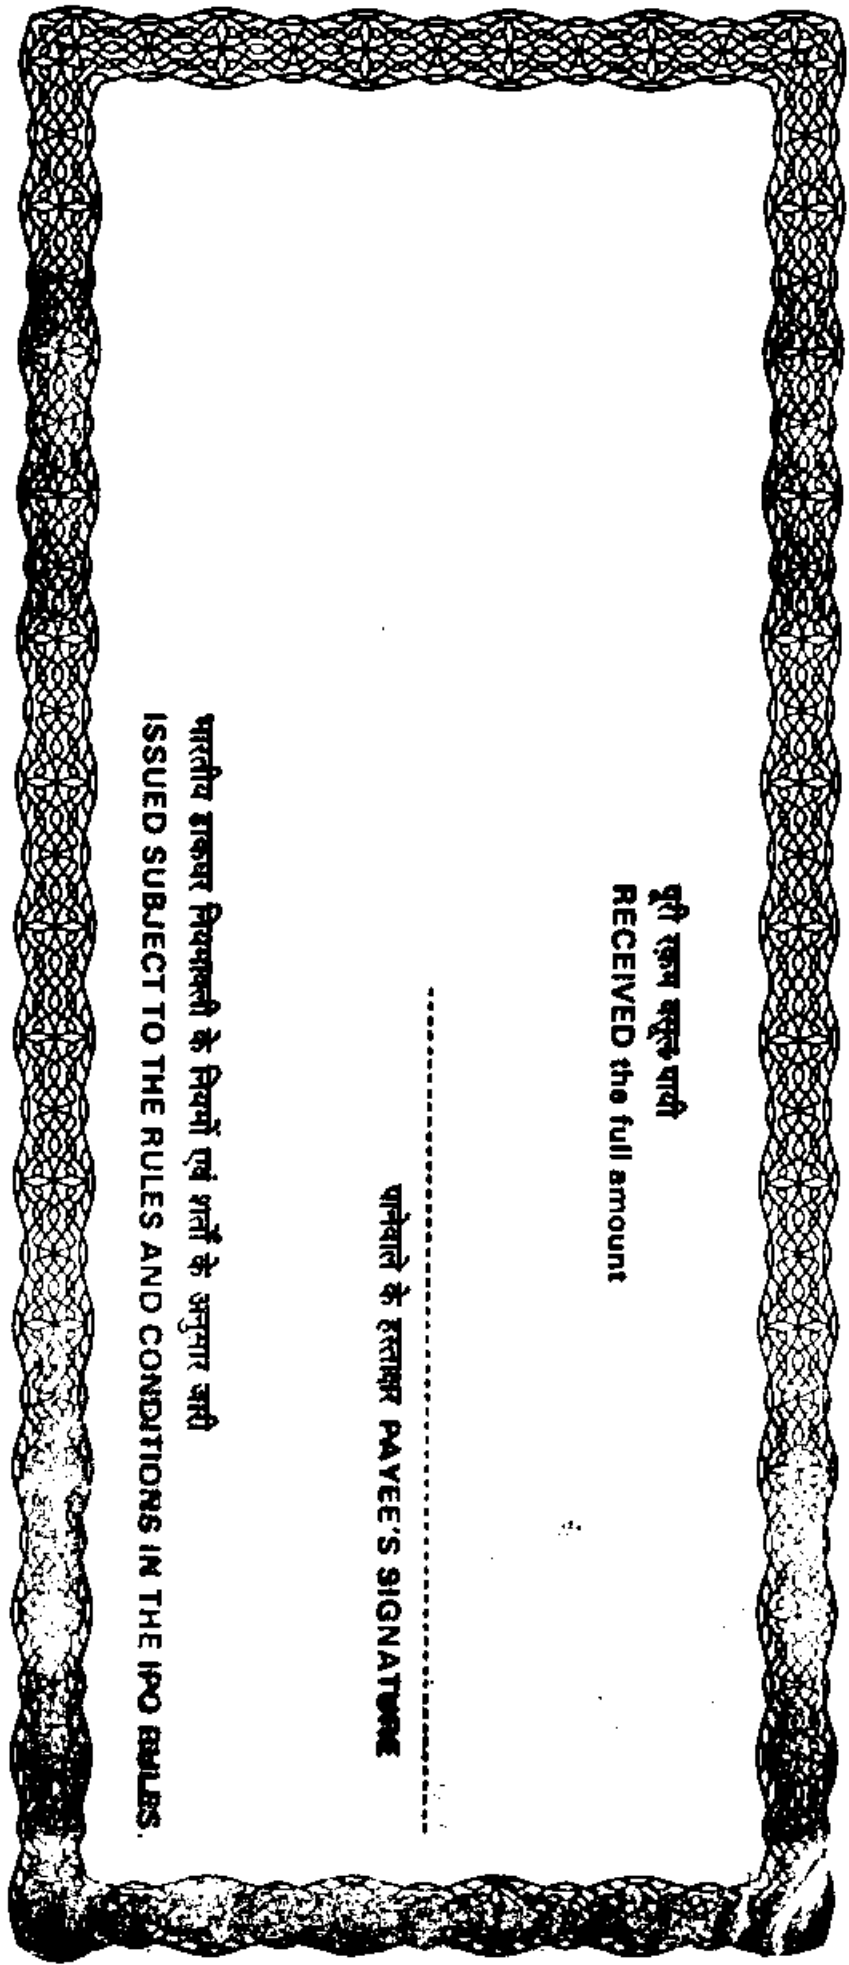 पूरी रक़म वसूल पायी
RECEIVED the full amount
पानेवाले के हस्ताक्षर PAYEE'S SIGNATURE
भारतीय डाकघर नियमावली के नियमों एवं शर्तों के अनुसार जारी
ISSUED SUBJECT TO THE RULES AND CONDITIONS IN THE IPO RULES.